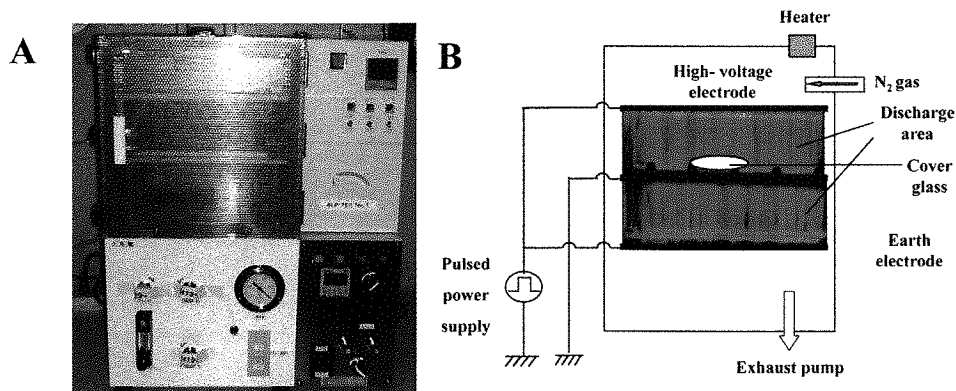 A
B
Heater
High- voltage
electrode
N₂ gas
Discharge
area
Cover
glass
Earth
electrode
Pulsed
power
supply
Exhaust pump